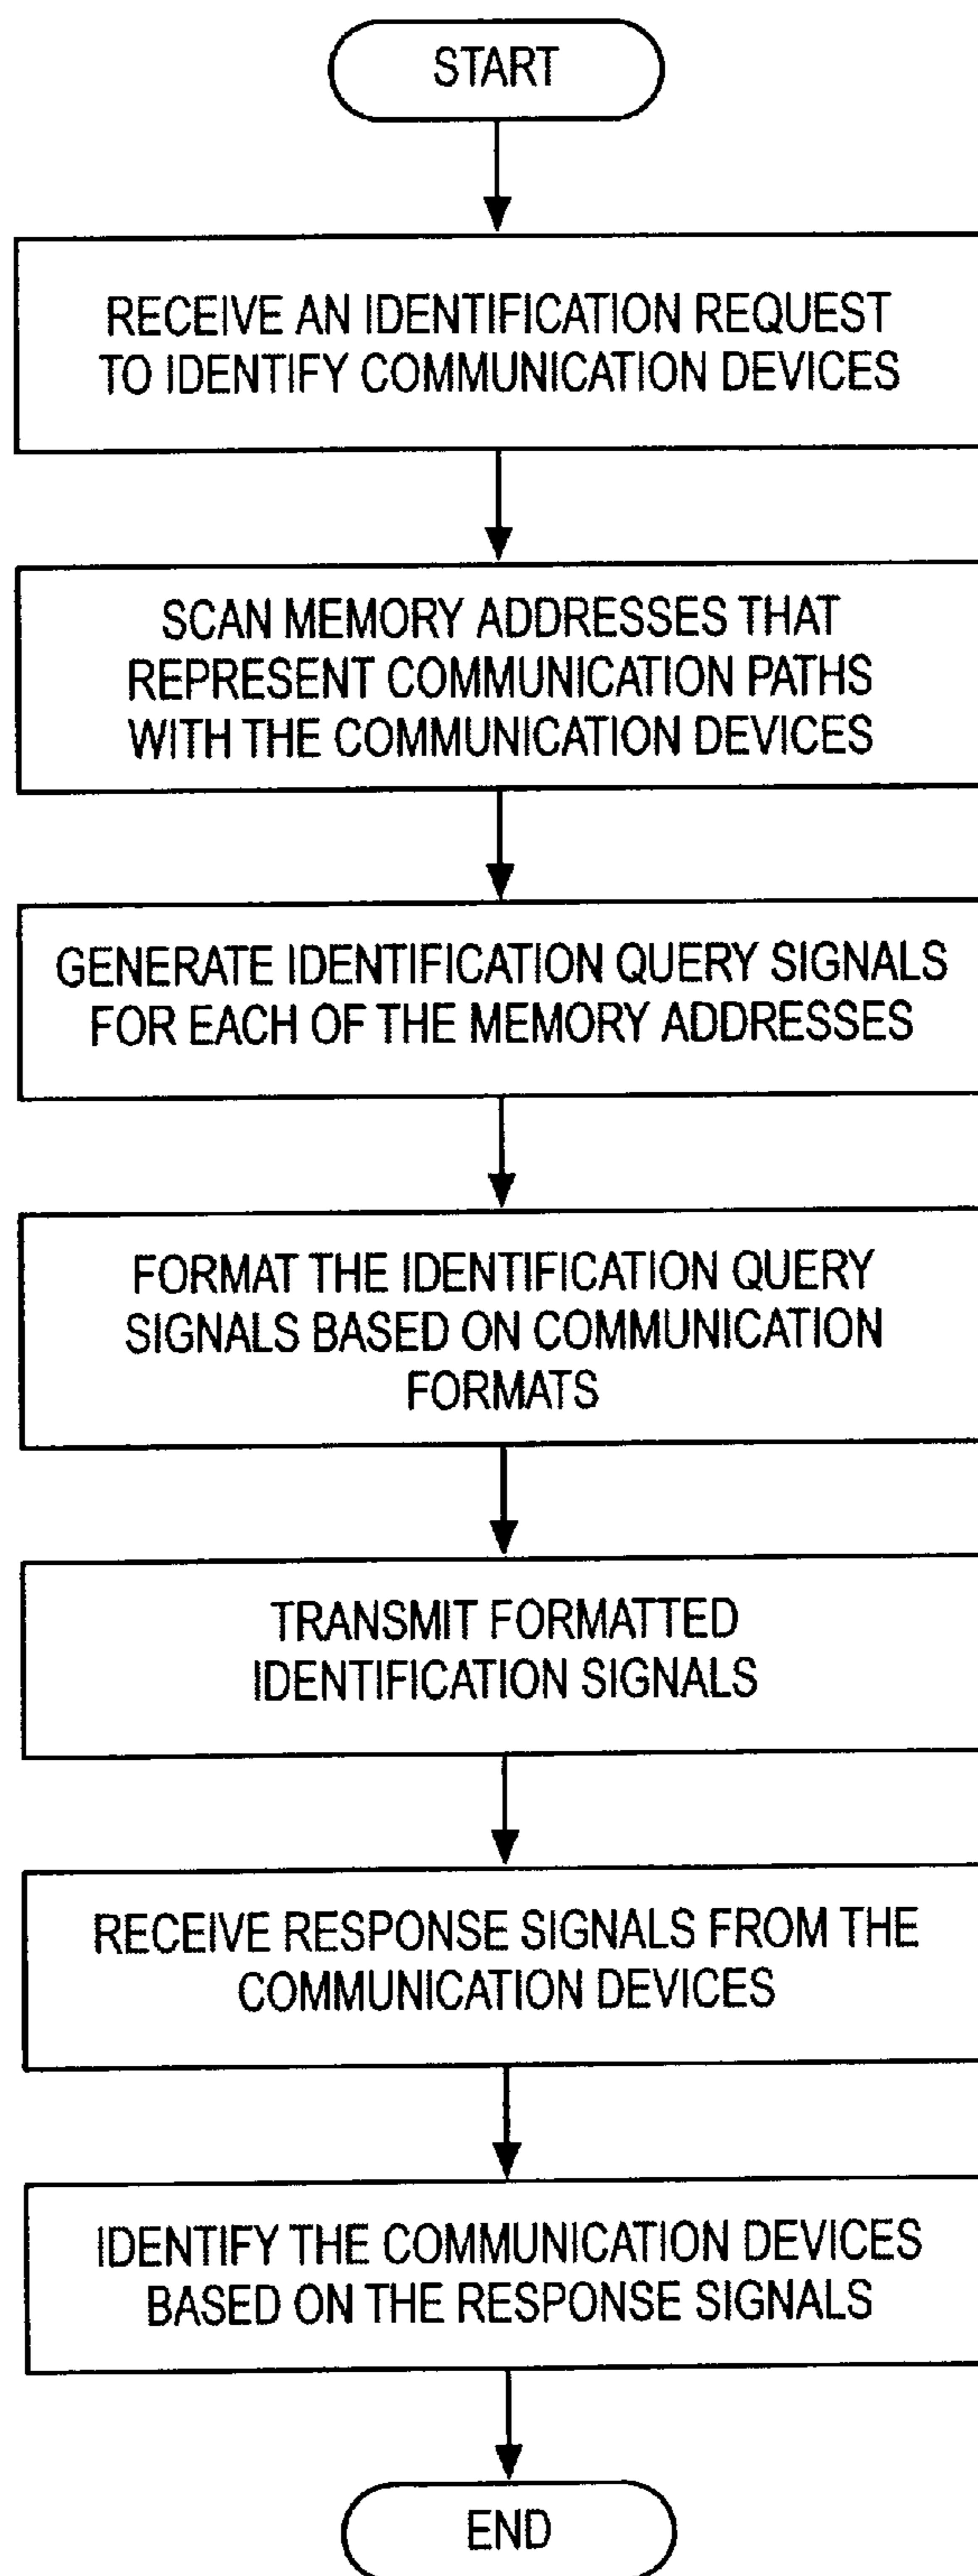 START
RECEIVE AN IDENTIFICATION REQUEST
TO IDENTIFY COMMUNICATION DEVICES
SCAN MEMORY ADDRESSES THAT
REPRESENT COMMUNICATION PATHS
WITH THE COMMUNICATION DEVICES
GENERATE IDENTIFICATION QUERY SIGNALS
FOR EACH OF THE MEMORY ADDRESSES
FORMAT THE IDENTIFICATION QUERY
SIGNALS BASED ON COMMUNICATION
FORMATS
TRANSMIT FORMATTED
IDENTIFICATION SIGNALS
RECEIVE RESPONSE SIGNALS FROM THE
COMMUNICATION DEVICES
IDENTIFY THE COMMUNICATION DEVICES
BASED ON THE RESPONSE SIGNALS
END